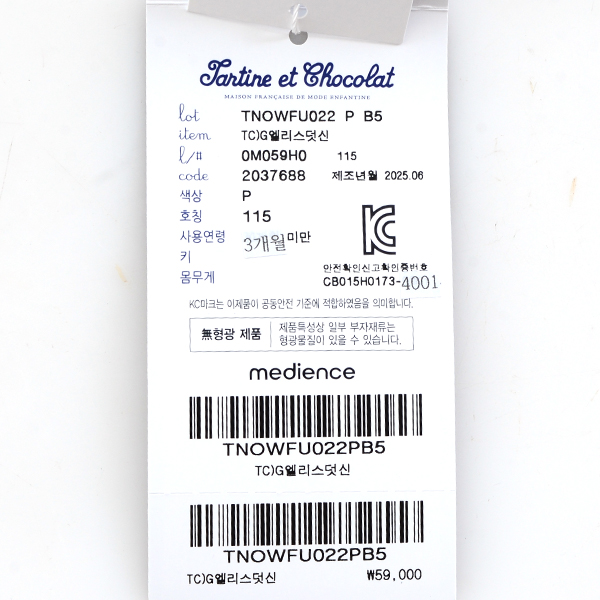 Tartine et Chocolat
MAISON FRANÇAISE DE MODE ENFANTINE
lot TNOWFU022 P B5
item TC)G엘리스덧신
l/# 0M059H0 115
code 2037688 제조년월 2025.06
색상 P
호칭 115
사용연령 3개월미만
키
몸무게
안전확인신고확인증번호
CB015H0173-4001
KC마크는 이제품이 공동안전 기준에 적합하였음을 의미합니다.
無형광 제품 제품특성상 일부 부자재류는
형광물질이 있을 수 있습니다.
medience
TNOWFU022PB5
TC)G엘리스덧신
TNOWFU022PB5
TC)G엘리스덧신 ₩59,000